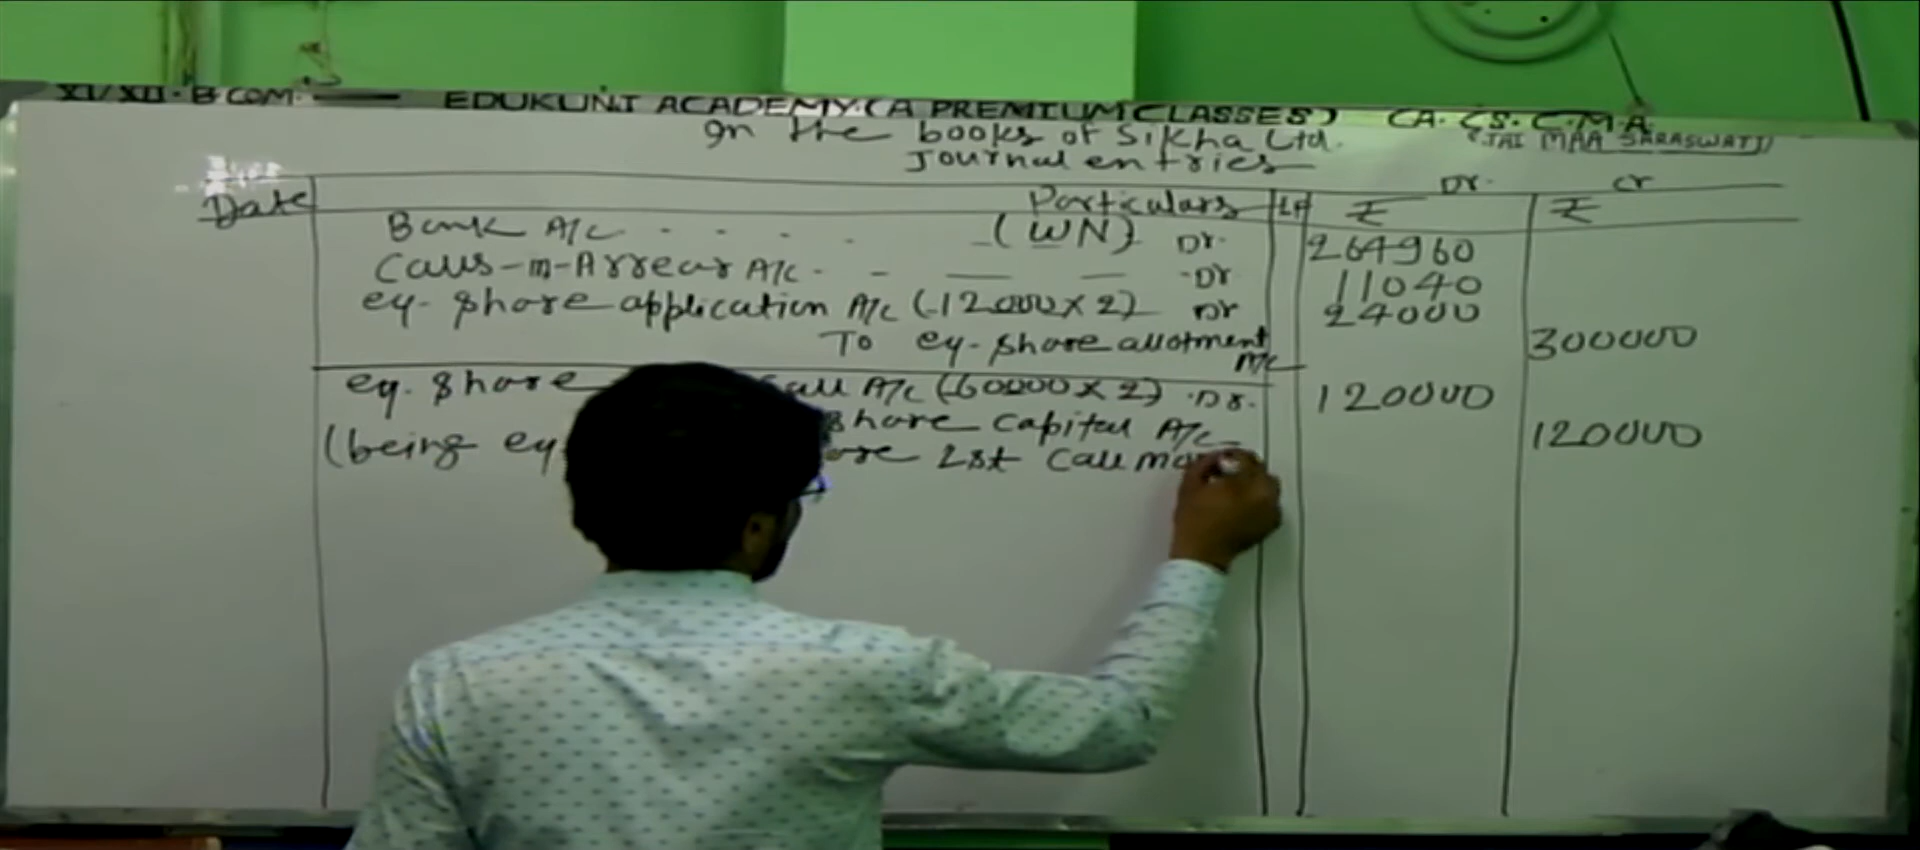 XI/XII. B.COM. — EDUKUNJ ACADEMY (A PREMIUM CLASSES) CA. CS. CMA
In the books of Sikha Ltd. (JAI MAA SARASWATI)
Journal entries
Dr. Cr
Date Particulars LF ₹ ₹
Bank A/c (WN) Dr. 264960
Calls-in-Arrear A/c Dr 11040
eq. share application A/c (12000×2) Dr 24000
To eq. share allotment A/c 300000
eq. share call A/c (60000×2) Dr. 120000
share capital A/c 120000
(being eq 1st call